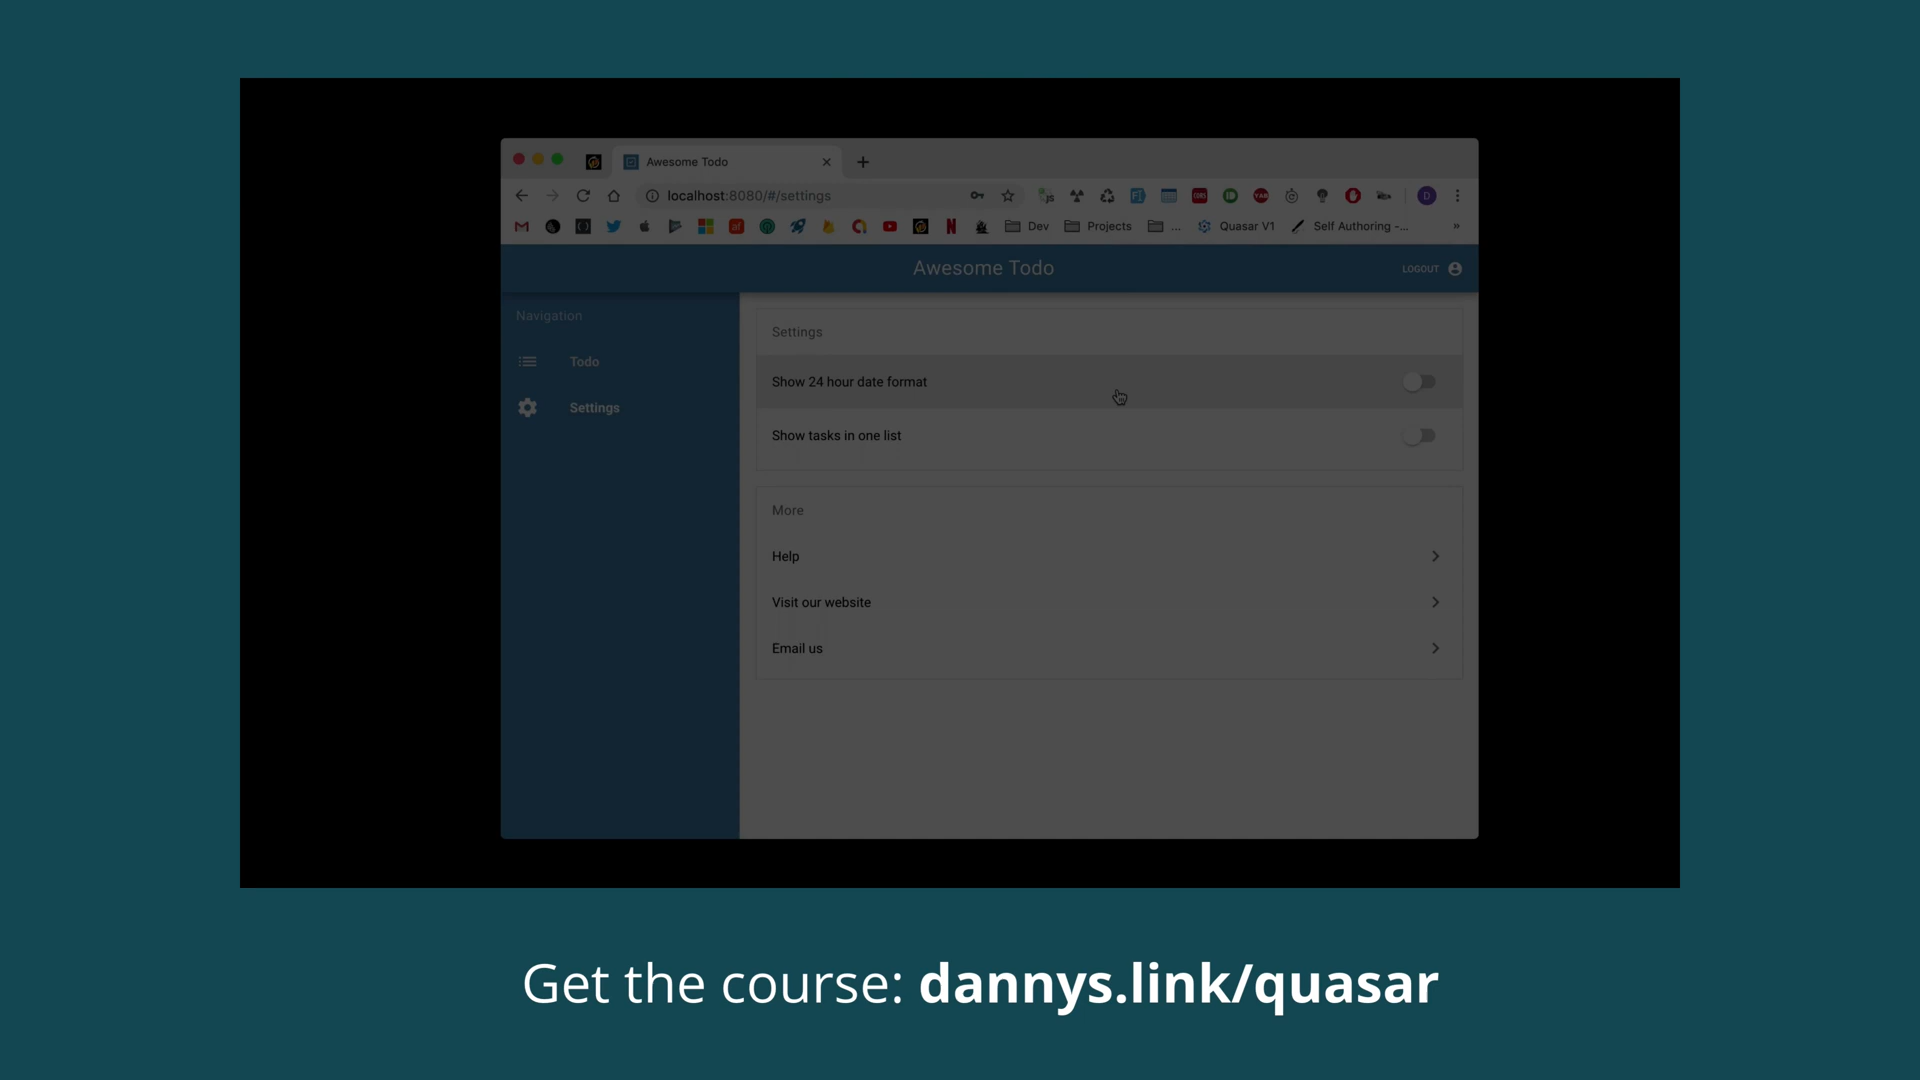 Awesome Todo
localhost:8080/#/settings
Dev
Projects
...
Quasar V1
Self Authoring -...
»
Awesome Todo
LOGOUT
Navigation
Todo
Settings
Settings
Show 24 hour date format
Show tasks in one list
More
Help
Visit our website
Email us
Get the course: dannys.link/quasar